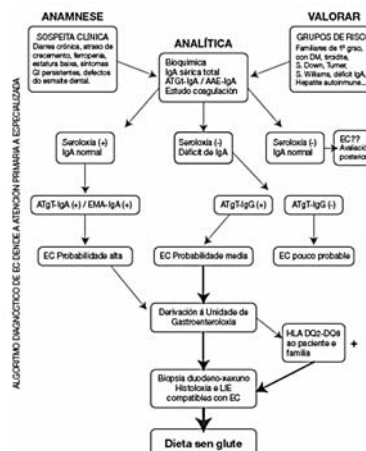 ALGORITMO DIAGNÓSTICO DE EC DENDE A ATENCIÓN PRIMARIA A ESPECIALIZADA
ANAMNESE
VALORAR
SOSPEITA CLÍNICA
Diarrea crónica, atraso de
crecemento, ferropenia,
estatura baixa, síntomas
GI persistentes, defectos
do esmalte dental.
ANALÍTICA
Bioquímica
IgA sérica total
ATGt-IgA / AAE-IgA
Estudo coagulación
GRUPOS DE RISCO
Familiares de 1º grao,
con DM, tiroidite,
S. Down, Turner,
S. Williams, déficit IgA,
Hepatite autoinmune...
Seroloxía (+)
IgA normal
Seroloxía (-)
Déficit de IgA
Seroloxía (-)
IgA normal
EC??
Avaliación
posterior
ATgT-IgA (+) / EMA-IgA (+)
ATgT-IgG (+)
ATgT-IgG (-)
EC Probabilidade alta
EC Probabilidade media
EC pouco probable
Derivación á Unidade de
Gastroenteroloxía
HLA DQ2-DQ8
ao paciente e
familia
+
Biopsia duodeno-xexuno
Histoloxía e LIE
compatibles con EC
Dieta sen glute